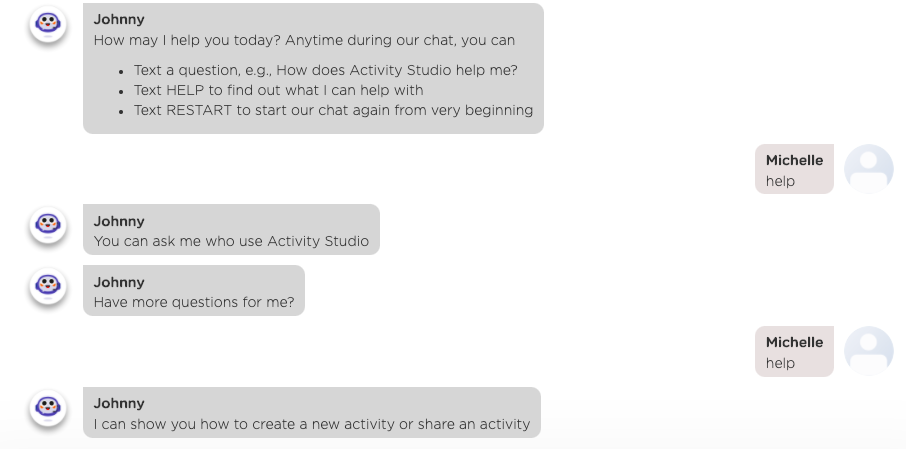 Johnny
How may I help you today? Anytime during our chat, you can
• Text a question, e.g., How does Activity Studio help me?
• Text HELP to find out what I can help with
• Text RESTART to start our chat again from very beginning
Michelle
help
Johnny
You can ask me who use Activity Studio
Johnny
Have more questions for me?
Michelle
help
Johnny
I can show you how to create a new activity or share an activity